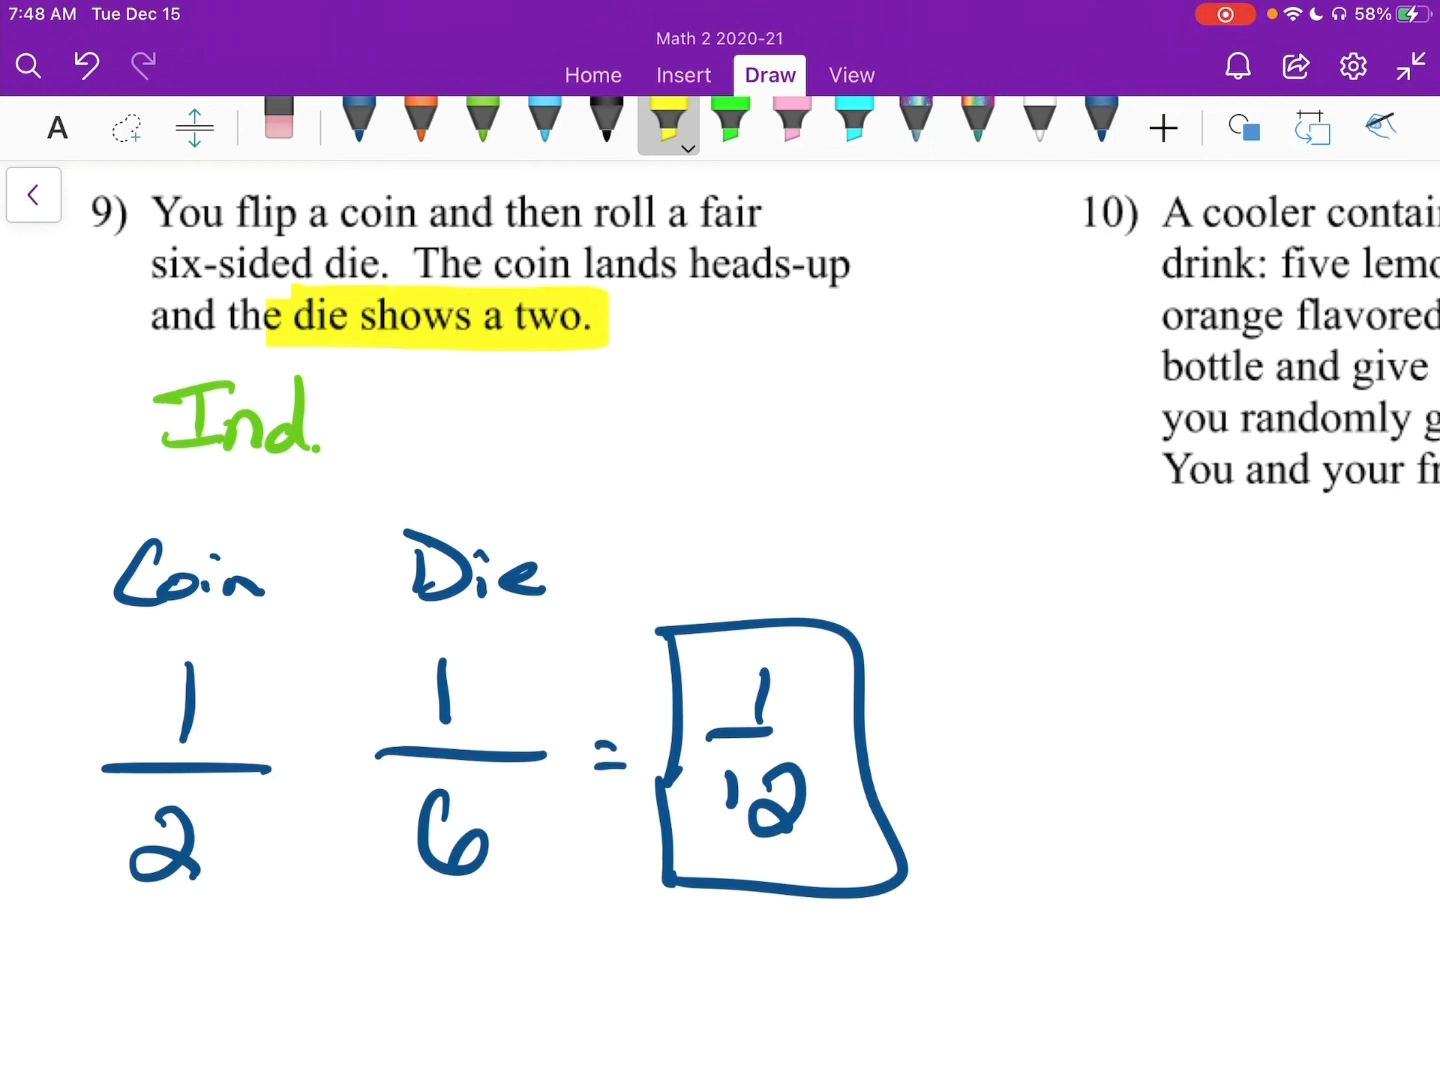 7:48 AM Tue Dec 15
58%
Math 2 2020-21
Home Insert Draw View
A
9) You flip a coin and then roll a fair
six-sided die. The coin lands heads-up
and the die shows a two.
Ind.
Coin Die
1/2 1/6 = 1/12
10) A cooler contai
drink: five lemo
orange flavored
bottle and give
you randomly g
You and your fr